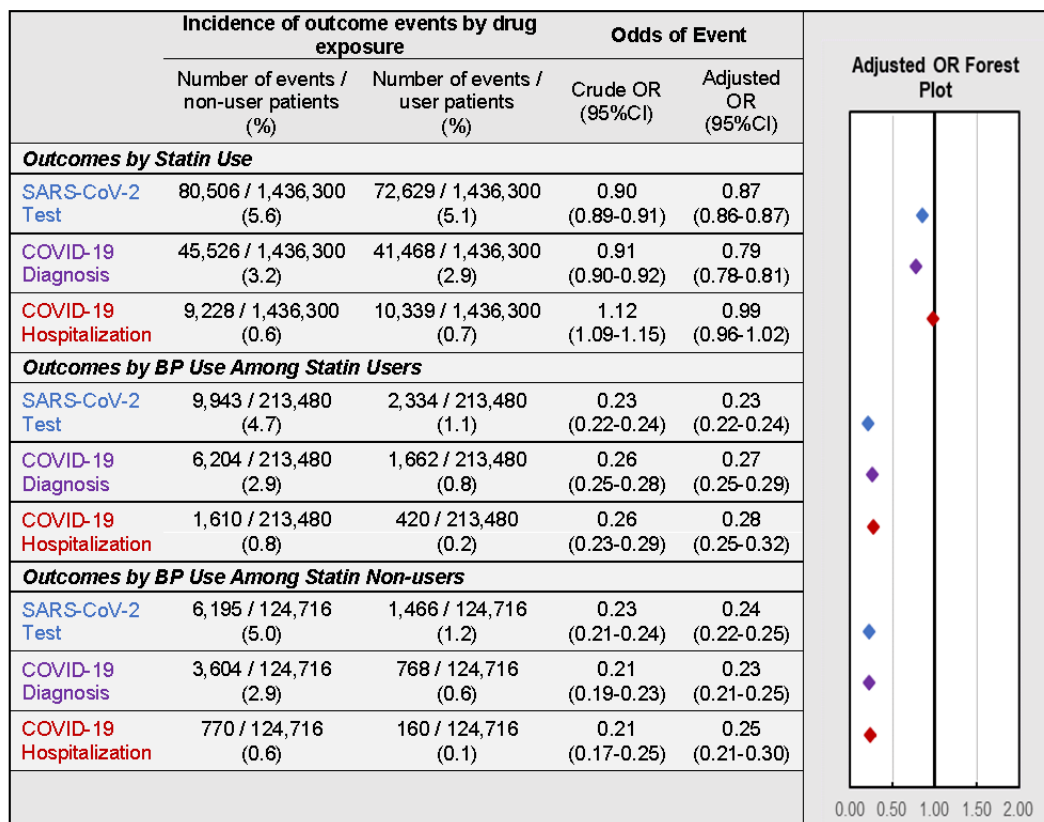 Incidence of outcome events by drug exposure
Odds of Event
Number of events / non-user patients (%)
Number of events / user patients (%)
Crude OR (95%CI)
Adjusted OR (95%CI)
Adjusted OR Forest Plot
Outcomes by Statin Use
SARS-CoV-2 80,506 / 1,436,300 72,629 / 1,436,300 0.90 0.87
Test (5.6) (5.1) (0.89-0.91) (0.86-0.87)
COVID-19 45,526 / 1,436,300 41,468 / 1,436,300 0.91 0.79
Diagnosis (3.2) (2.9) (0.90-0.92) (0.78-0.81)
COVID-19 9,228 / 1,436,300 10,339 / 1,436,300 1.12 0.99
Hospitalization (0.6) (0.7) (1.09-1.15) (0.96-1.02)
Outcomes by BP Use Among Statin Users
SARS-CoV-2 9,943 / 213,480 2,334 / 213,480 0.23 0.23
Test (4.7) (1.1) (0.22-0.24) (0.22-0.24)
COVID-19 6,204 / 213,480 1,662 / 213,480 0.26 0.27
Diagnosis (2.9) (0.8) (0.25-0.28) (0.25-0.29)
COVID-19 1,610 / 213,480 420 / 213,480 0.26 0.28
Hospitalization (0.8) (0.2) (0.23-0.29) (0.25-0.32)
Outcomes by BP Use Among Statin Non-users
SARS-CoV-2 6,195 / 124,716 1,466 / 124,716 0.23 0.24
Test (5.0) (1.2) (0.21-0.24) (0.22-0.25)
COVID-19 3,604 / 124,716 768 / 124,716 0.21 0.23
Diagnosis (2.9) (0.6) (0.19-0.23) (0.21-0.25)
COVID-19 770 / 124,716 160 / 124,716 0.21 0.25
Hospitalization (0.6) (0.1) (0.17-0.25) (0.21-0.30)
0.00 0.50 1.00 1.50 2.00